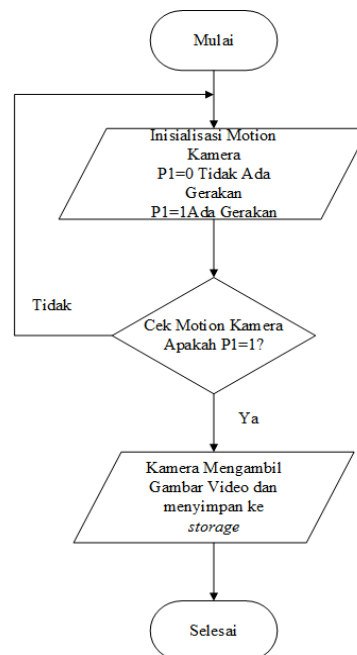 Mulai
Inisialisasi Motion
Kamera
P1=0 Tidak Ada
Gerakan
P1=1Ada Gerakan
Tidak
Cek Motion Kamera
Apakah P1=1?
Ya
Kamera Mengambil
Gambar Video dan
menyimpan ke
storage
Selesai